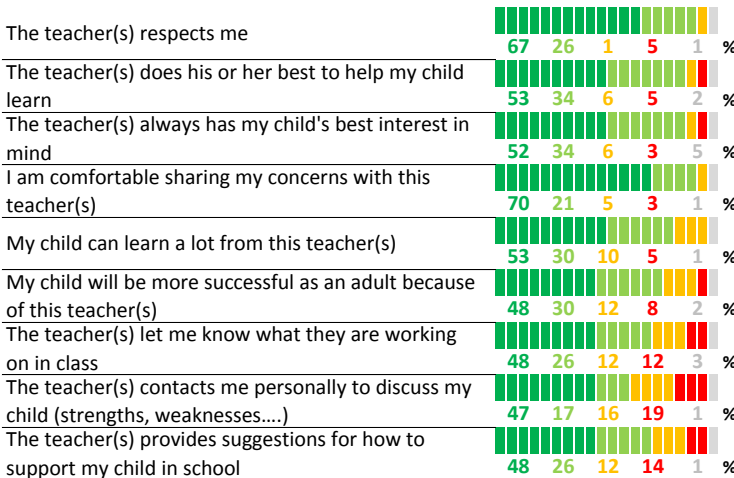 The teacher(s) respects me
67 26 1 5 1 %
The teacher(s) does his or her best to help my child
learn
53 34 6 5 2 %
The teacher(s) always has my child's best interest in
mind
52 34 6 3 5 %
I am comfortable sharing my concerns with this
teacher(s)
70 21 5 3 1 %
My child can learn a lot from this teacher(s)
53 30 10 5 1 %
My child will be more successful as an adult because
of this teacher(s)
48 30 12 8 2 %
The teacher(s) let me know what they are working
on in class
48 26 12 12 3 %
The teacher(s) contacts me personally to discuss my
child (strengths, weaknesses....)
47 17 16 19 1 %
The teacher(s) provides suggestions for how to
support my child in school
48 26 12 14 1 %